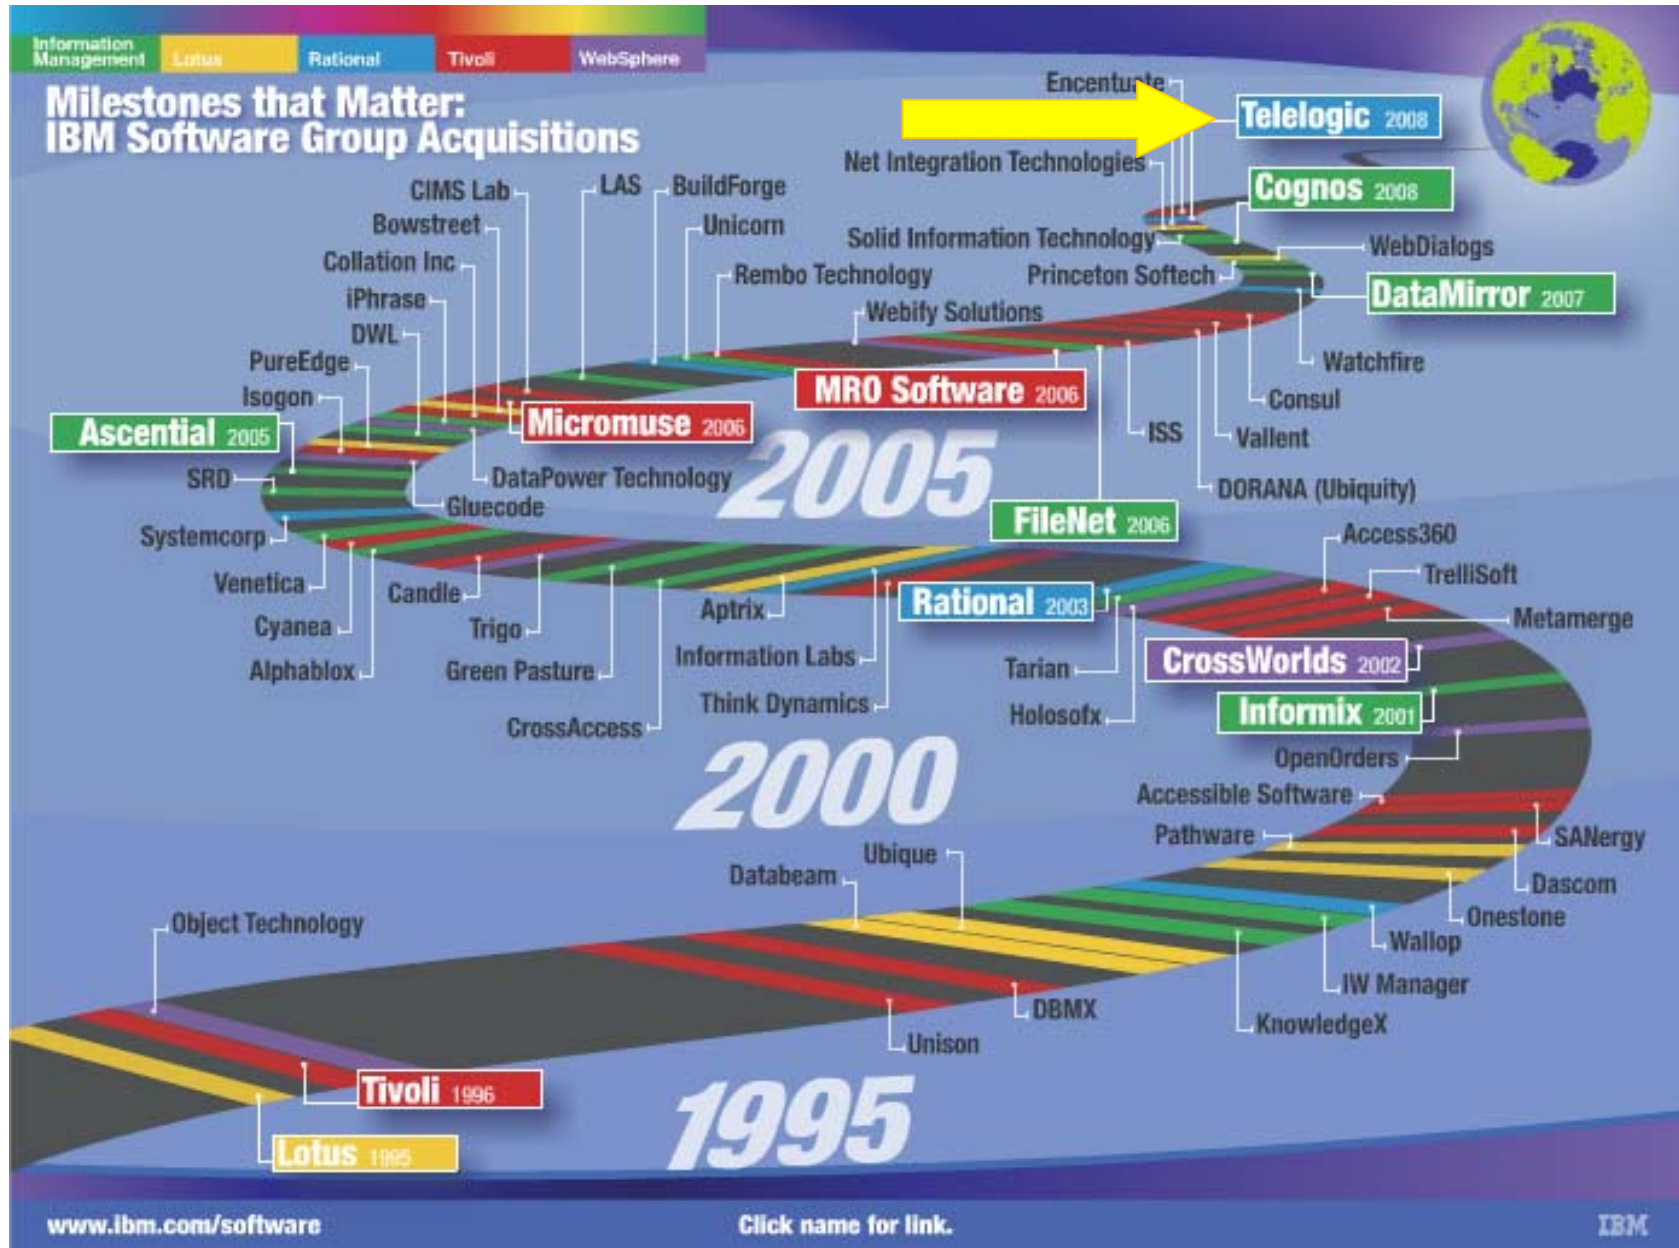 Information
Management
Lotus
Rational
Tivoli
WebSphere
Milestones that Matter:
IBM Software Group Acquisitions
Encentuate
Telelogic 2008
Net Integration Technologies
Cognos 2008
CIMS Lab
LAS
BuildForge
Bowstreet
Unicorn
Solid Information Technology
WebDialogs
Collation Inc
Rembo Technology
Princeton Softech
DataMirror 2007
iPhrase
Webify Solutions
DWL
PureEdge
Watchfire
MRO Software 2006
Isogon
Consul
Ascential 2005
Micromuse 2006
ISS
Vallent
2005
SRD
DataPower Technology
DORANA (Ubiquity)
Gluecode
FileNet 2006
Systemcorp
Access360
TrelliSoft
Venetica
Candle
Aptrix
Rational 2003
Metamerge
Cyanea
Trigo
Information Labs
CrossWorlds 2002
Alphablox
Green Pasture
Tarian
Think Dynamics
Holosofx
Informix 2001
CrossAccess
OpenOrders
2000
Accessible Software
Pathware
SANergy
Ubique
Databeam
Dascom
Onestone
Object Technology
Wallop
IW Manager
DBMX
KnowledgeX
Unison
Tivoli 1996
1995
Lotus 1995
www.ibm.com/software
Click name for link.
IBM